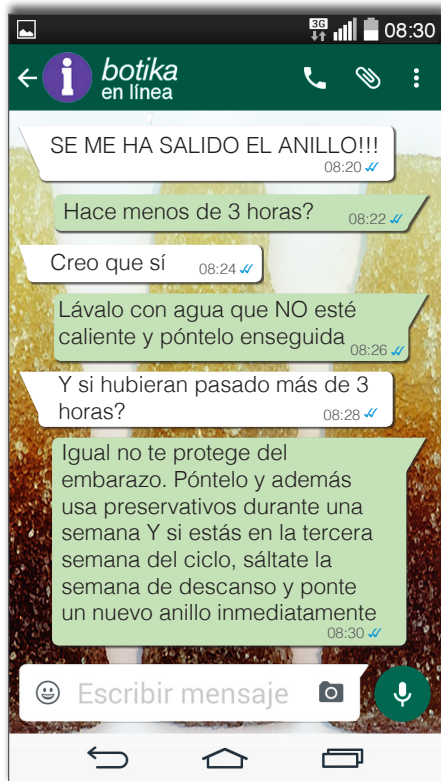 3G 08:30
botika
en línea
SE ME HA SALIDO EL ANILLO!!!
08:20
Hace menos de 3 horas?
08:22
Creo que sí
08:24
Lávalo con agua que NO esté
caliente y póntelo enseguida
08:26
Y si hubieran pasado más de 3
horas?
08:28
Igual no te protege del
embarazo. Póntelo y además
usa preservativos durante una
semana Y si estás en la tercera
semana del ciclo, sáltate la
semana de descanso y ponte
un nuevo anillo inmediatamente
08:30
Escribir mensaje